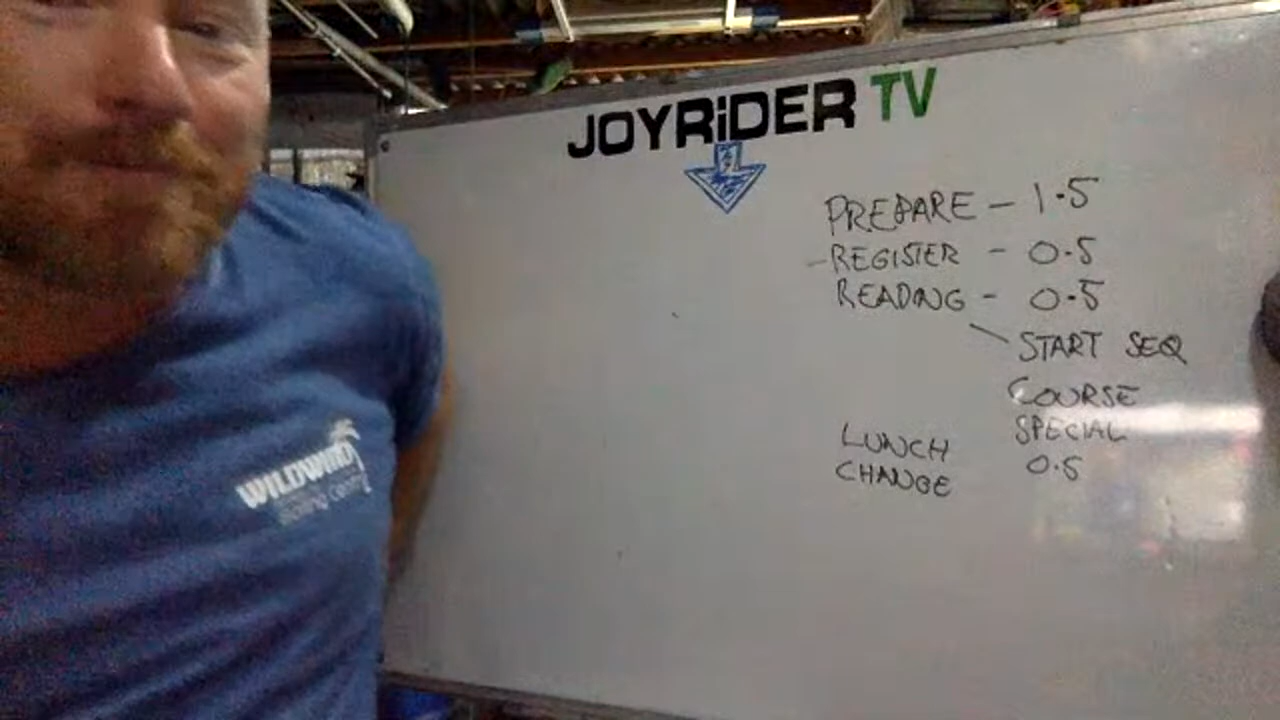 JOYRiDER TV
PREPARE - 1.5
- REGISTER - 0.5
READING - 0.5
START SEQ
COURSE
SPECIAL
LUNCH
CHANGE 0.5
WILDWIND